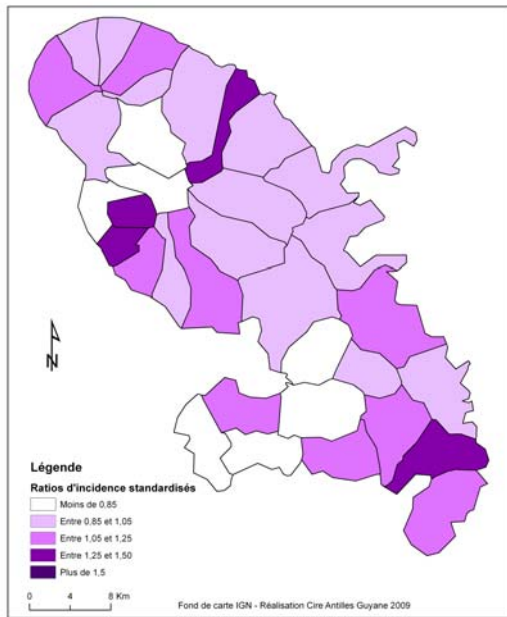 N
Légende
Ratios d'incidence standardisés
Moins de 0,85
Entre 0,85 et 1,05
Entre 1,05 et 1,25
Entre 1,25 et 1,50
Plus de 1,5
0 4 8 Km
Fond de carte IGN - Réalisation Cire Antilles Guyane 2009